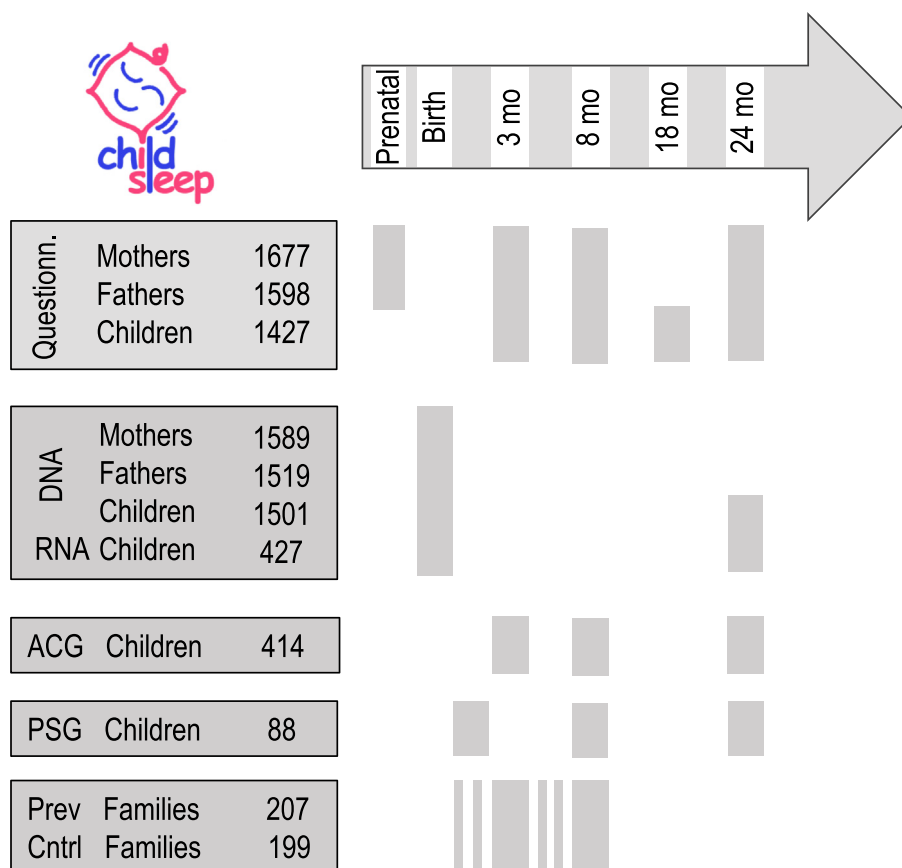 child
sleep
Prenatal
Birth
3 mo
8 mo
18 mo
24 mo
Questionn.
Mothers 1677
Fathers 1598
Children 1427
DNA
Mothers 1589
Fathers 1519
Children 1501
RNA Children 427
ACG Children 414
PSG Children 88
Prev Families 207
Cntrl Families 199